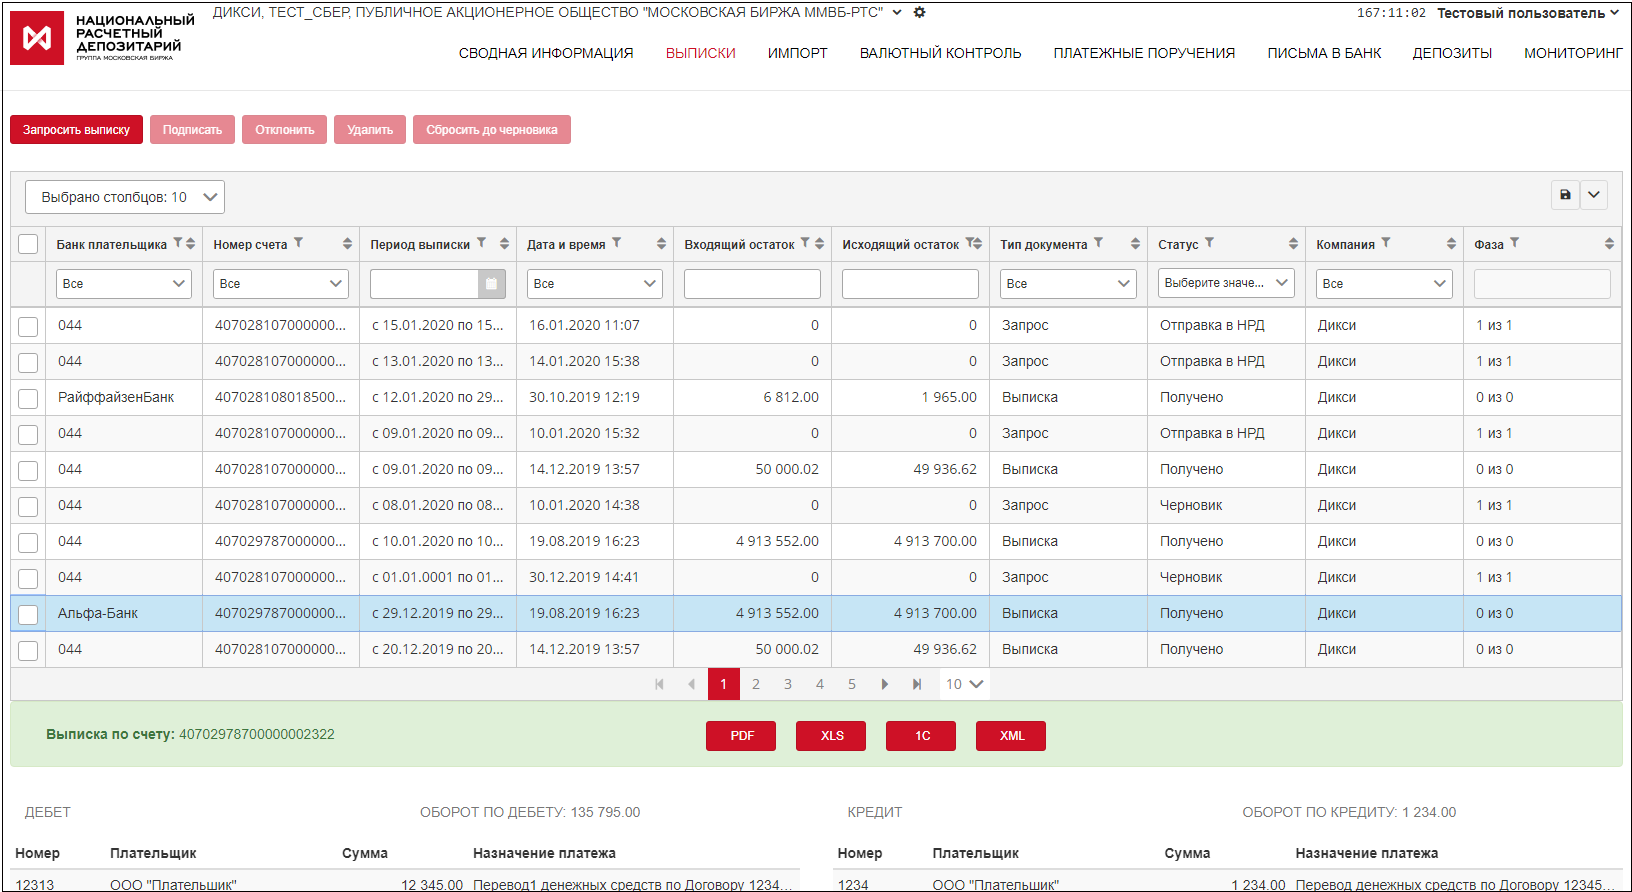 НАЦИОНАЛЬНЫЙ
РАСЧЕТНЫЙ
ДЕПОЗИТАРИЙ
ГРУППА МОСКОВСКАЯ БИРЖА
ДИКСИ, ТЕСТ_СБЕР, ПУБЛИЧНОЕ АКЦИОНЕРНОЕ ОБЩЕСТВО "МОСКОВСКАЯ БИРЖА ММВБ-РТС" 167:11:02 Тестовый пользователь
СВОДНАЯ ИНФОРМАЦИЯ ВЫПИСКИ ИМПОРТ ВАЛЮТНЫЙ КОНТРОЛЬ ПЛАТЕЖНЫЕ ПОРУЧЕНИЯ ПИСЬМА В БАНК ДЕПОЗИТЫ МОНИТОРИНГ
Запросить выписку Подписать Отклонить Удалить Сбросить до черновика
Выбрано столбцов: 10
Банк плательщика Номер счета Период выписки Дата и время Входящий остаток Исходящий остаток Тип документа Статус Компания Фаза
Все Все Все Все Выберите значе... Все
044 407028107000000... с 15.01.2020 по 15... 16.01.2020 11:07 0 0 Запрос Отправка в НРД Дикси 1 из 1
044 407028107000000... с 13.01.2020 по 13... 14.01.2020 15:38 0 0 Запрос Отправка в НРД Дикси 1 из 1
РайффайзенБанк 407028108018500... с 12.01.2020 по 29... 30.10.2019 12:19 6 812.00 1 965.00 Выписка Получено Дикси 0 из 0
044 407028107000000... с 09.01.2020 по 09... 10.01.2020 15:32 0 0 Запрос Отправка в НРД Дикси 1 из 1
044 407028107000000... с 09.01.2020 по 09... 14.12.2019 13:57 50 000.02 49 936.62 Выписка Получено Дикси 0 из 0
044 407028107000000... с 08.01.2020 по 08... 10.01.2020 14:38 0 0 Запрос Черновик Дикси 1 из 1
044 407029787000000... с 10.01.2020 по 10... 19.08.2019 16:23 4 913 552.00 4 913 700.00 Выписка Получено Дикси 0 из 0
044 407028107000000... с 01.01.0001 по 01... 30.12.2019 14:41 0 0 Запрос Черновик Дикси 1 из 1
Альфа-Банк 407029787000000... с 29.12.2019 по 29... 19.08.2019 16:23 4 913 552.00 4 913 700.00 Выписка Получено Дикси 0 из 0
044 407028107000000... с 20.12.2019 по 20... 14.12.2019 13:57 50 000.02 49 936.62 Выписка Получено Дикси 0 из 0
1 2 3 4 5 10
Выписка по счету: 40702978700000002322 PDF XLS 1C XML
ДЕБЕТ ОБОРОТ ПО ДЕБЕТУ: 135 795.00 КРЕДИТ ОБОРОТ ПО КРЕДИТУ: 1 234.00
Номер Плательщик Сумма Назначение платежа Номер Плательщик Сумма Назначение платежа
12313 ООО "Плательщик" 12 345.00 Перевод1 денежных средств по Договору 1234... 1234 ООО "Плательщик" 1 234.00 Перевод денежных средств по Договору 12345...